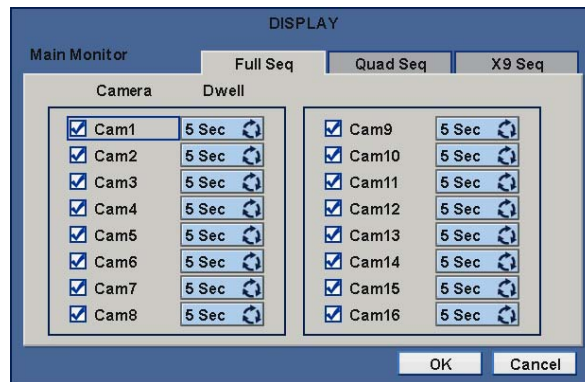 DISPLAY
Main Monitor
Full Seq Quad Seq X9 Seq
Camera Dwell
Cam1 5 Sec Cam9 5 Sec
Cam2 5 Sec Cam10 5 Sec
Cam3 5 Sec Cam11 5 Sec
Cam4 5 Sec Cam12 5 Sec
Cam5 5 Sec Cam13 5 Sec
Cam6 5 Sec Cam14 5 Sec
Cam7 5 Sec Cam15 5 Sec
Cam8 5 Sec Cam16 5 Sec
OK Cancel